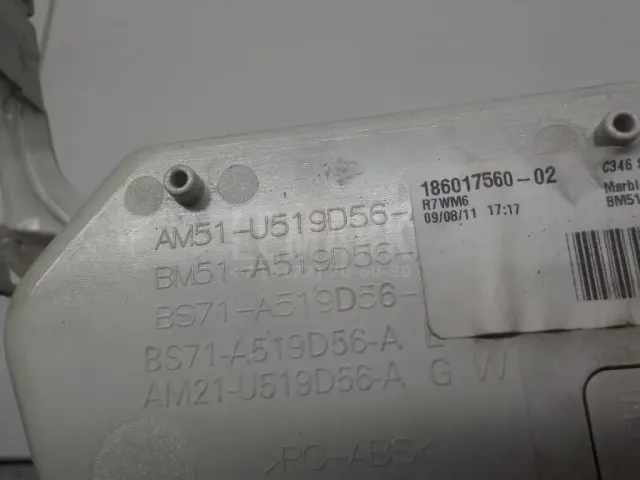 AM51-U519D56-A
BM51-A519D56-
BS71-A519D56-
BS71-A519D56-A L
AM21-U519D56-A G W
>PC-ABS<
186017560-02
R7WM6
09/08/11 17:17
C346
Marbl
BM51